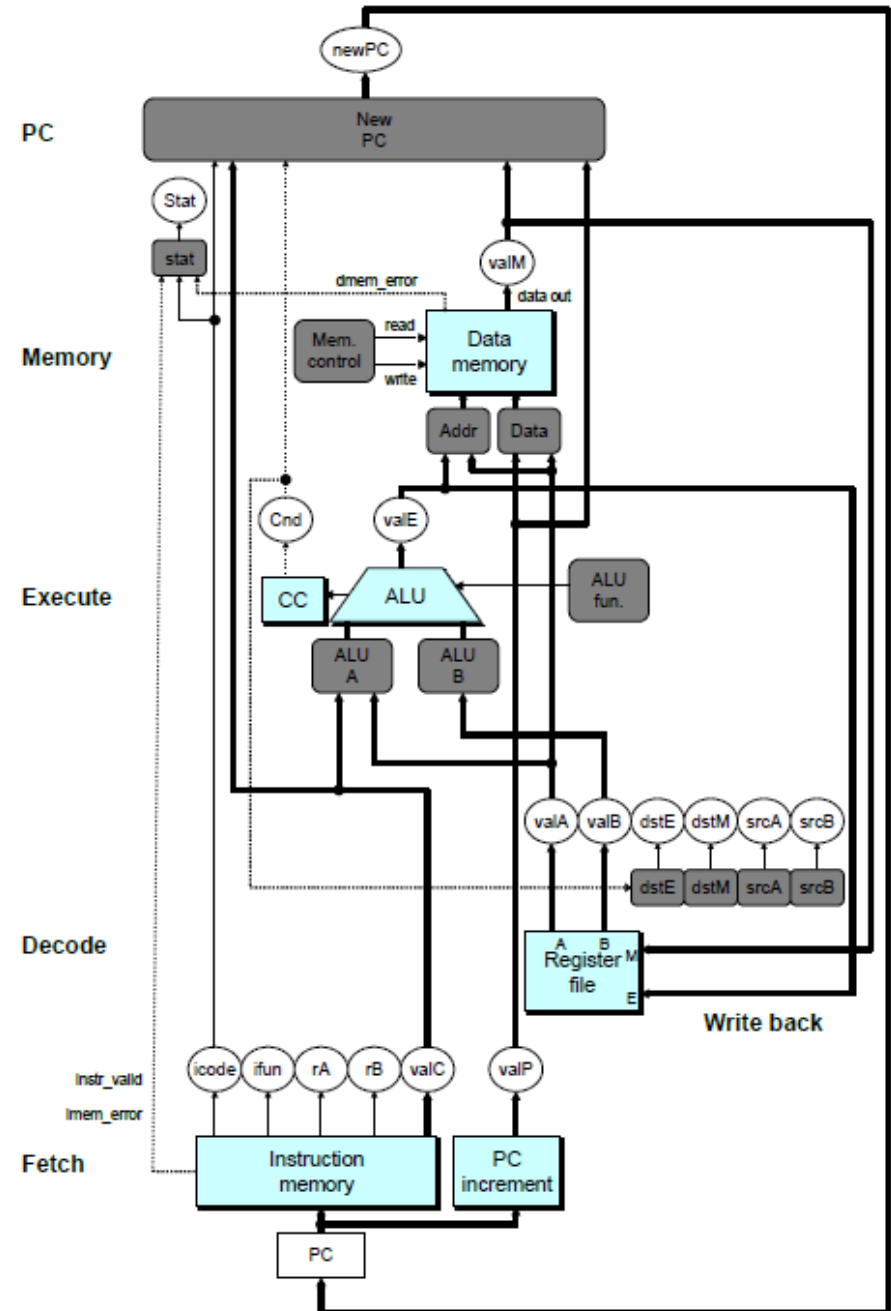 newPC
PC
New
PC
Stat
stat
valM
dmem_error
data out
read
Mem.
control
Data
memory
Memory
write
Addr
Data
Cnd
valE
Execute
CC
ALU
ALU
fun.
ALU
A
ALU
B
valA
valB
dstE
dstM
srcA
srcB
dstE
dstM
srcA
srcB
Decode
A
B
M
Register
file
E
Write back
icode
ifun
rA
rB
valC
valP
Instr_valid
Imem_error
Fetch
Instruction
memory
PC
increment
PC